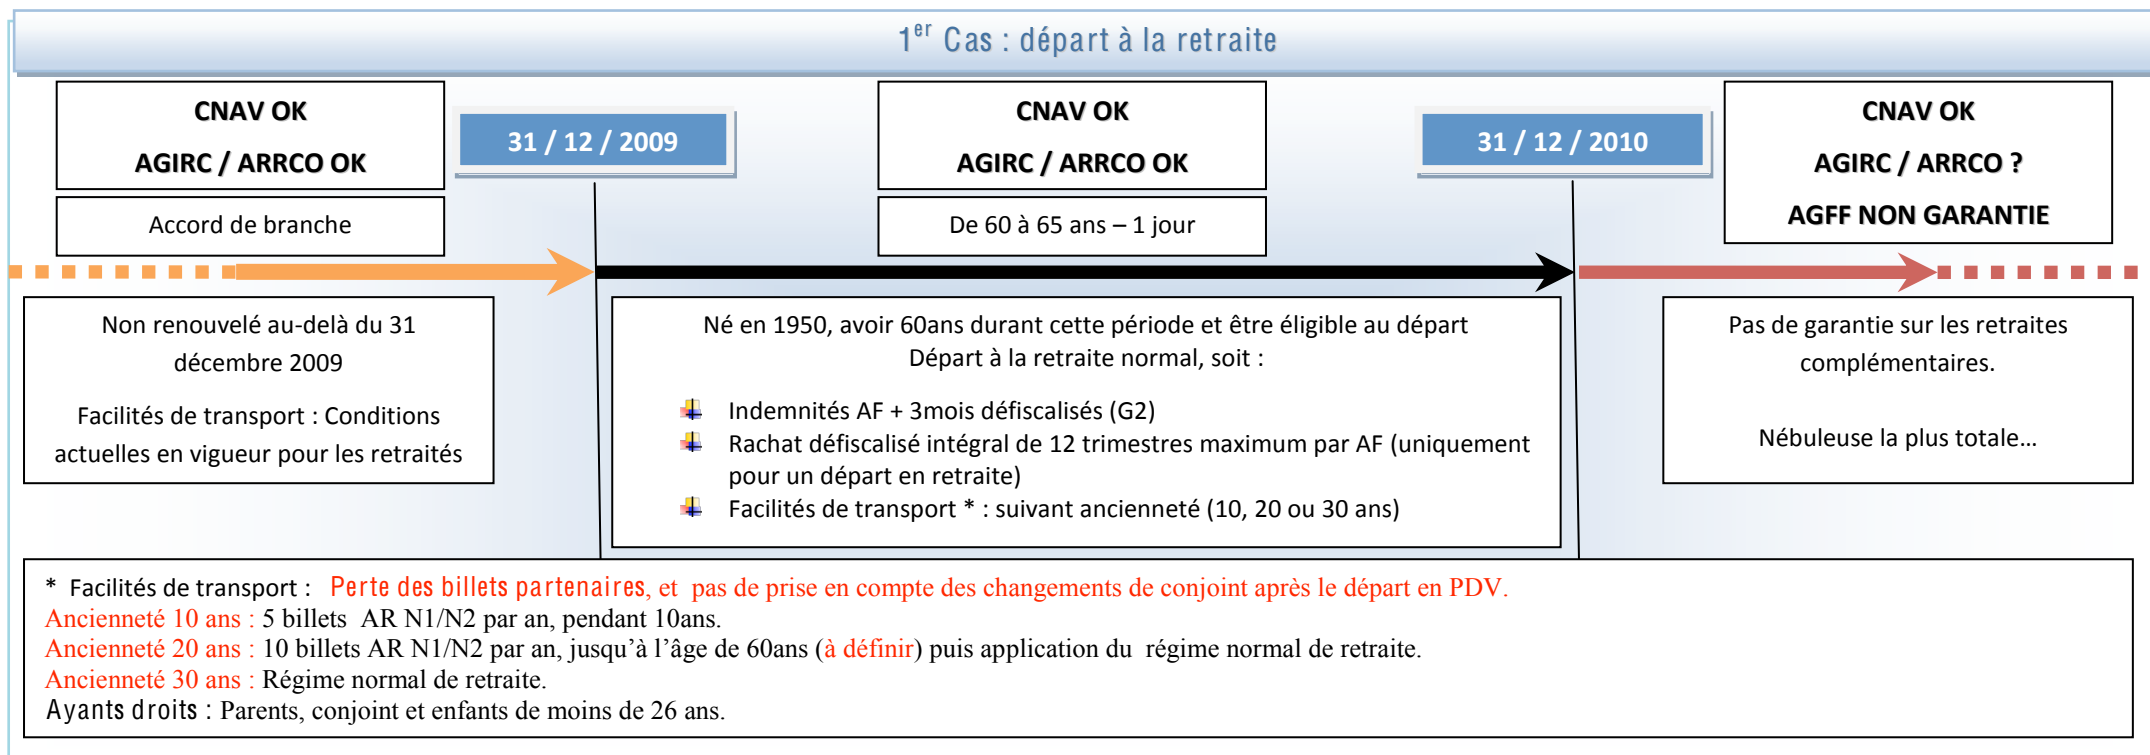 1er Cas : départ à la retraite
CNAV OK
AGIRC / ARRCO OK
Accord de branche
31 / 12 / 2009
CNAV OK
AGIRC / ARRCO OK
De 60 à 65 ans – 1 jour
31 / 12 / 2010
CNAV OK
AGIRC / ARRCO ?
AGFF NON GARANTIE
Non renouvelé au-delà du 31
décembre 2009
Facilités de transport : Conditions
actuelles en vigueur pour les retraités
Né en 1950, avoir 60ans durant cette période et être éligible au départ
Départ à la retraite normal, soit :
Indemnités AF + 3mois défiscalisés (G2)
Rachat défiscalisé intégral de 12 trimestres maximum par AF (uniquement
pour un départ en retraite)
Facilités de transport * : suivant ancienneté (10, 20 ou 30 ans)
Pas de garantie sur les retraites
complémentaires.
Nébuleuse la plus totale…
* Facilités de transport : Perte des billets partenaires, et pas de prise en compte des changements de conjoint après le départ en PDV.
Ancienneté 10 ans : 5 billets AR N1/N2 par an, pendant 10ans.
Ancienneté 20 ans : 10 billets AR N1/N2 par an, jusqu’à l’âge de 60ans (à définir) puis application du régime normal de retraite.
Ancienneté 30 ans : Régime normal de retraite.
Ayants droits : Parents, conjoint et enfants de moins de 26 ans.